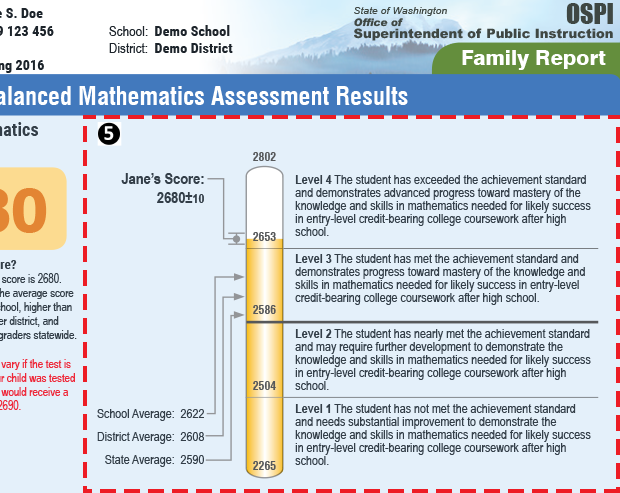 e S. Doe
9 123 456
ng 2016
School: Demo School
District: Demo District
State of Washington
Office of
Superintendent of Public Instruction
OSPI
Family Report
alanced Mathematics Assessment Results
atics
30
re?
score is 2680.
he average score
hool, higher than
er district, and
graders statewide.
vary if the test is
r child was tested
would receive a
2690.
5
Jane's Score:
2680±10
2802
2653
2586
2504
2265
School Average: 2622
District Average: 2608
State Average: 2590
Level 4 The student has exceeded the achievement standard
and demonstrates advanced progress toward mastery of the
knowledge and skills in mathematics needed for likely success
in entry-level credit-bearing college coursework after high
school.
Level 3 The student has met the achievement standard and
demonstrates progress toward mastery of the knowledge and
skills in mathematics needed for likely success in entry-level
credit-bearing college coursework after high school.
Level 2 The student has nearly met the achievement standard
and may require further development to demonstrate the
knowledge and skills in mathematics needed for likely success
in entry-level credit-bearing college coursework after high
school.
Level 1 The student has not met the achievement standard
and needs substantial improvement to demonstrate the
knowledge and skills in mathematics needed for likely success
in entry-level credit-bearing college coursework after high
school.